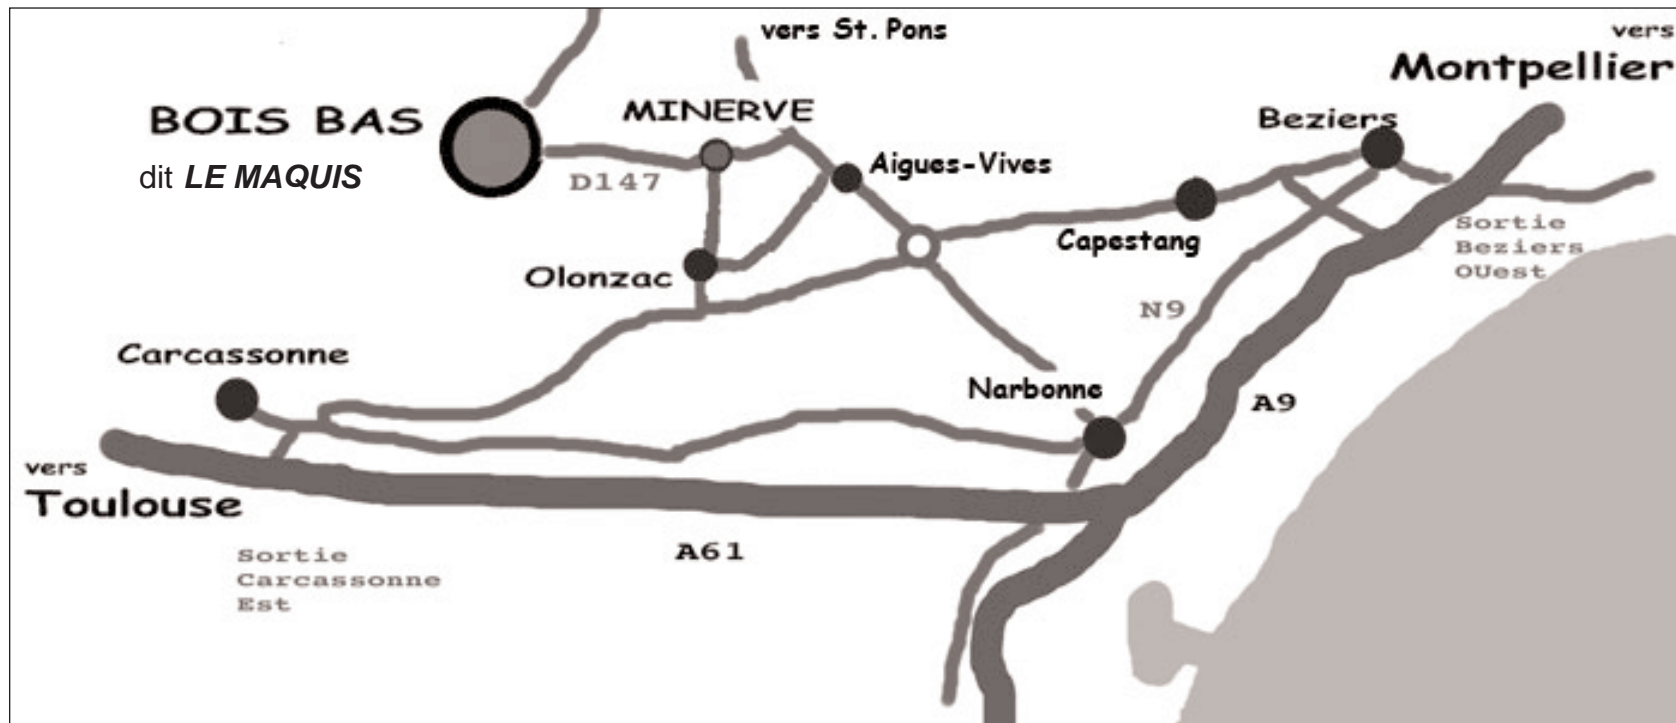 vers St. Pons
vers
Montpellier
BOIS BAS
dit LE MAQUIS
MINERVE
Beziers
Aigues-Vives
D147
Capestang
Sortie
Beziers
OUest
Olonzac
N9
Carcassonne
Narbonne
A9
vers
Toulouse
A61
Sortie
Carcassonne
Est